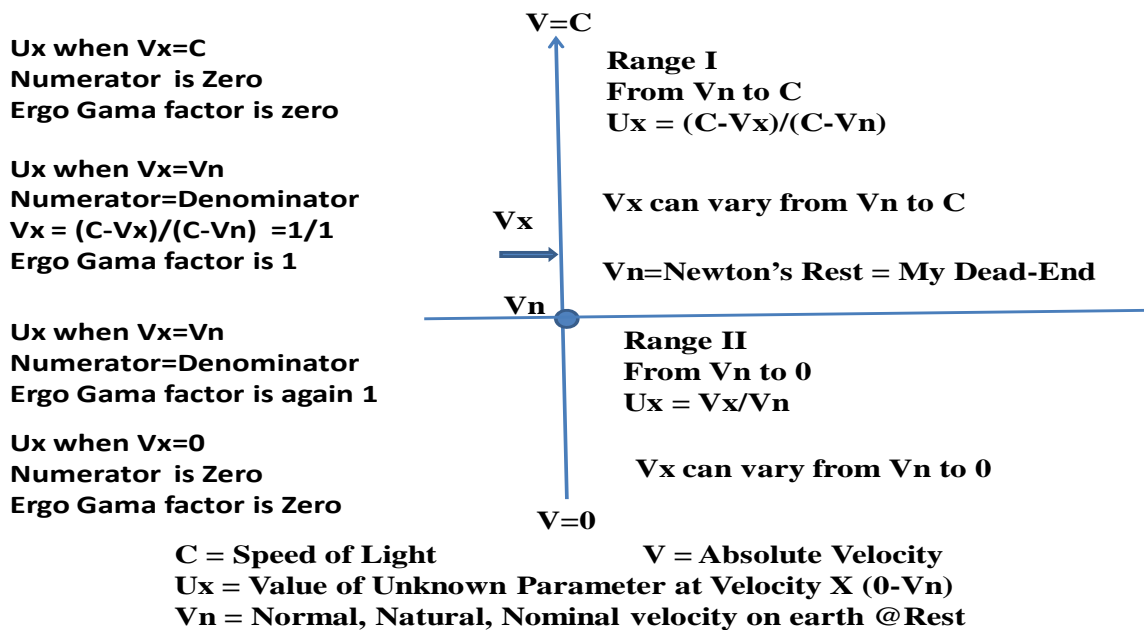 V=C
Ux when Vx=C
Numerator is Zero
Ergo Gama factor is zero
Range I
From Vn to C
Ux = (C-Vx)/(C-Vn)
Ux when Vx=Vn
Numerator=Denominator
Vx = (C-Vx)/(C-Vn) =1/1
Ergo Gama factor is 1
Vx can vary from Vn to C
Vx
Vn=Newton’s Rest = My Dead-End
Vn
Ux when Vx=Vn
Numerator=Denominator
Ergo Gama factor is again 1
Range II
From Vn to 0
Ux = Vx/Vn
Ux when Vx=0
Numerator is Zero
Ergo Gama factor is Zero
Vx can vary from Vn to 0
V=0
C = Speed of Light V = Absolute Velocity
Ux = Value of Unknown Parameter at Velocity X (0-Vn)
Vn = Normal, Natural, Nominal velocity on earth @Rest